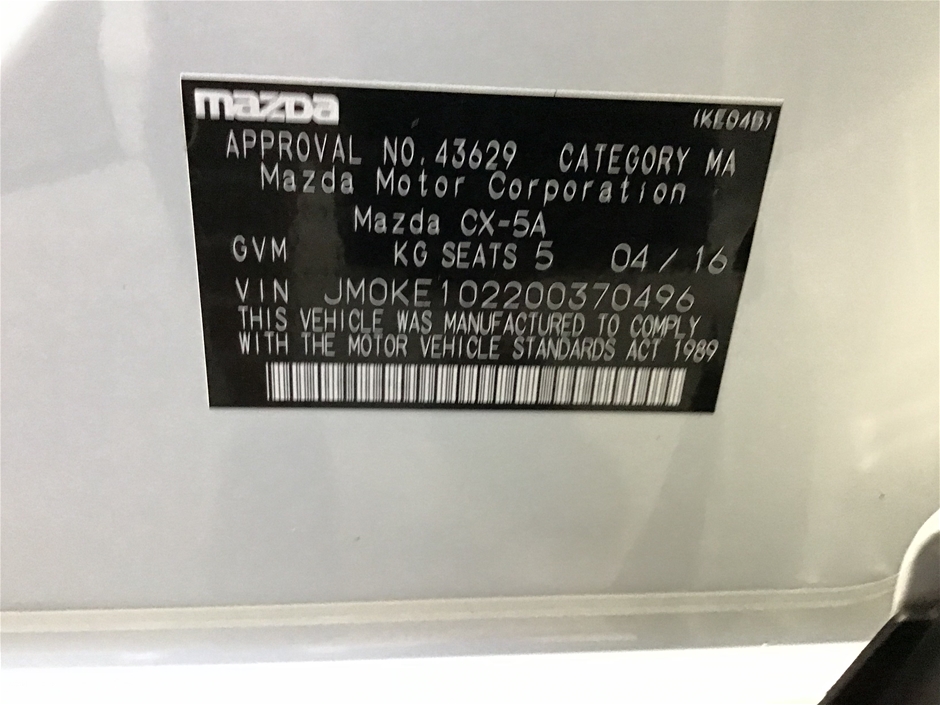 mazda (KE04B)
APPROVAL NO. 43629 CATEGORY MA
Mazda Motor Corporation
Mazda CX-5A
GVM KG SEATS 5 04/16
VIN JM0KE102200370496
THIS VEHICLE WAS MANUFACTURED TO COMPLY
WITH THE MOTOR VEHICLE STANDARDS ACT 1989